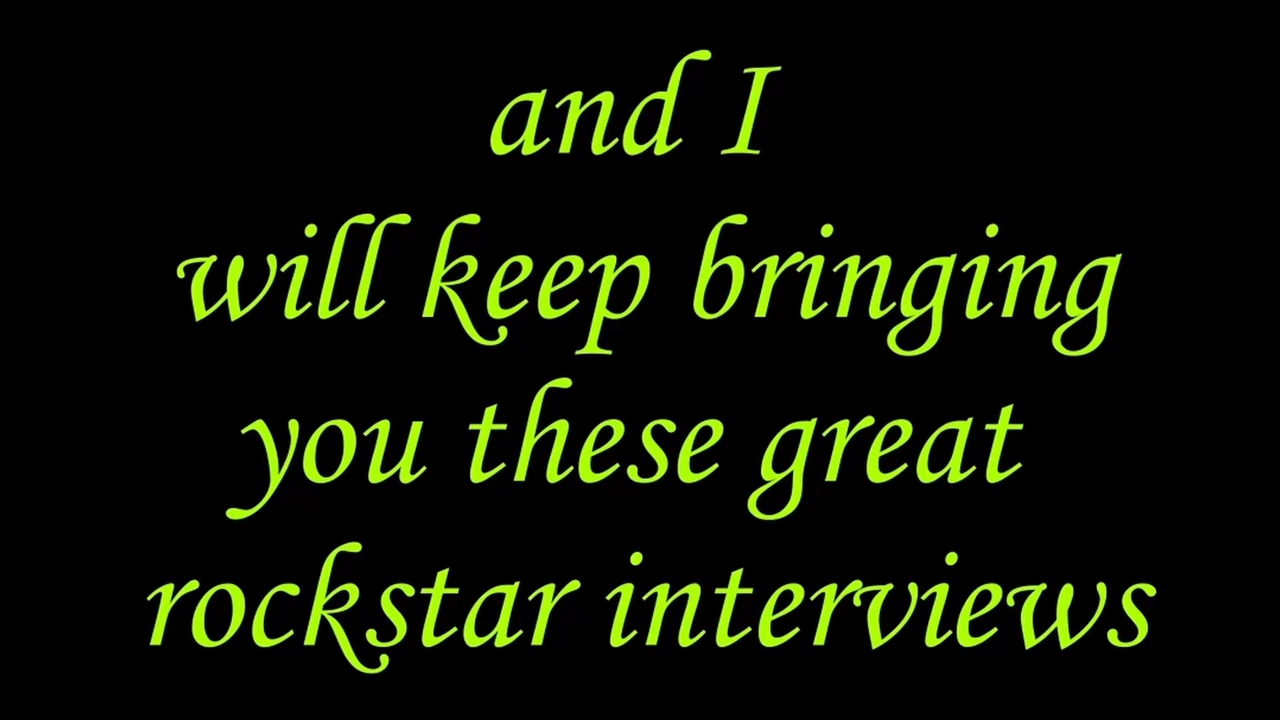 and I
will keep bringing
you these great
rockstar interviews